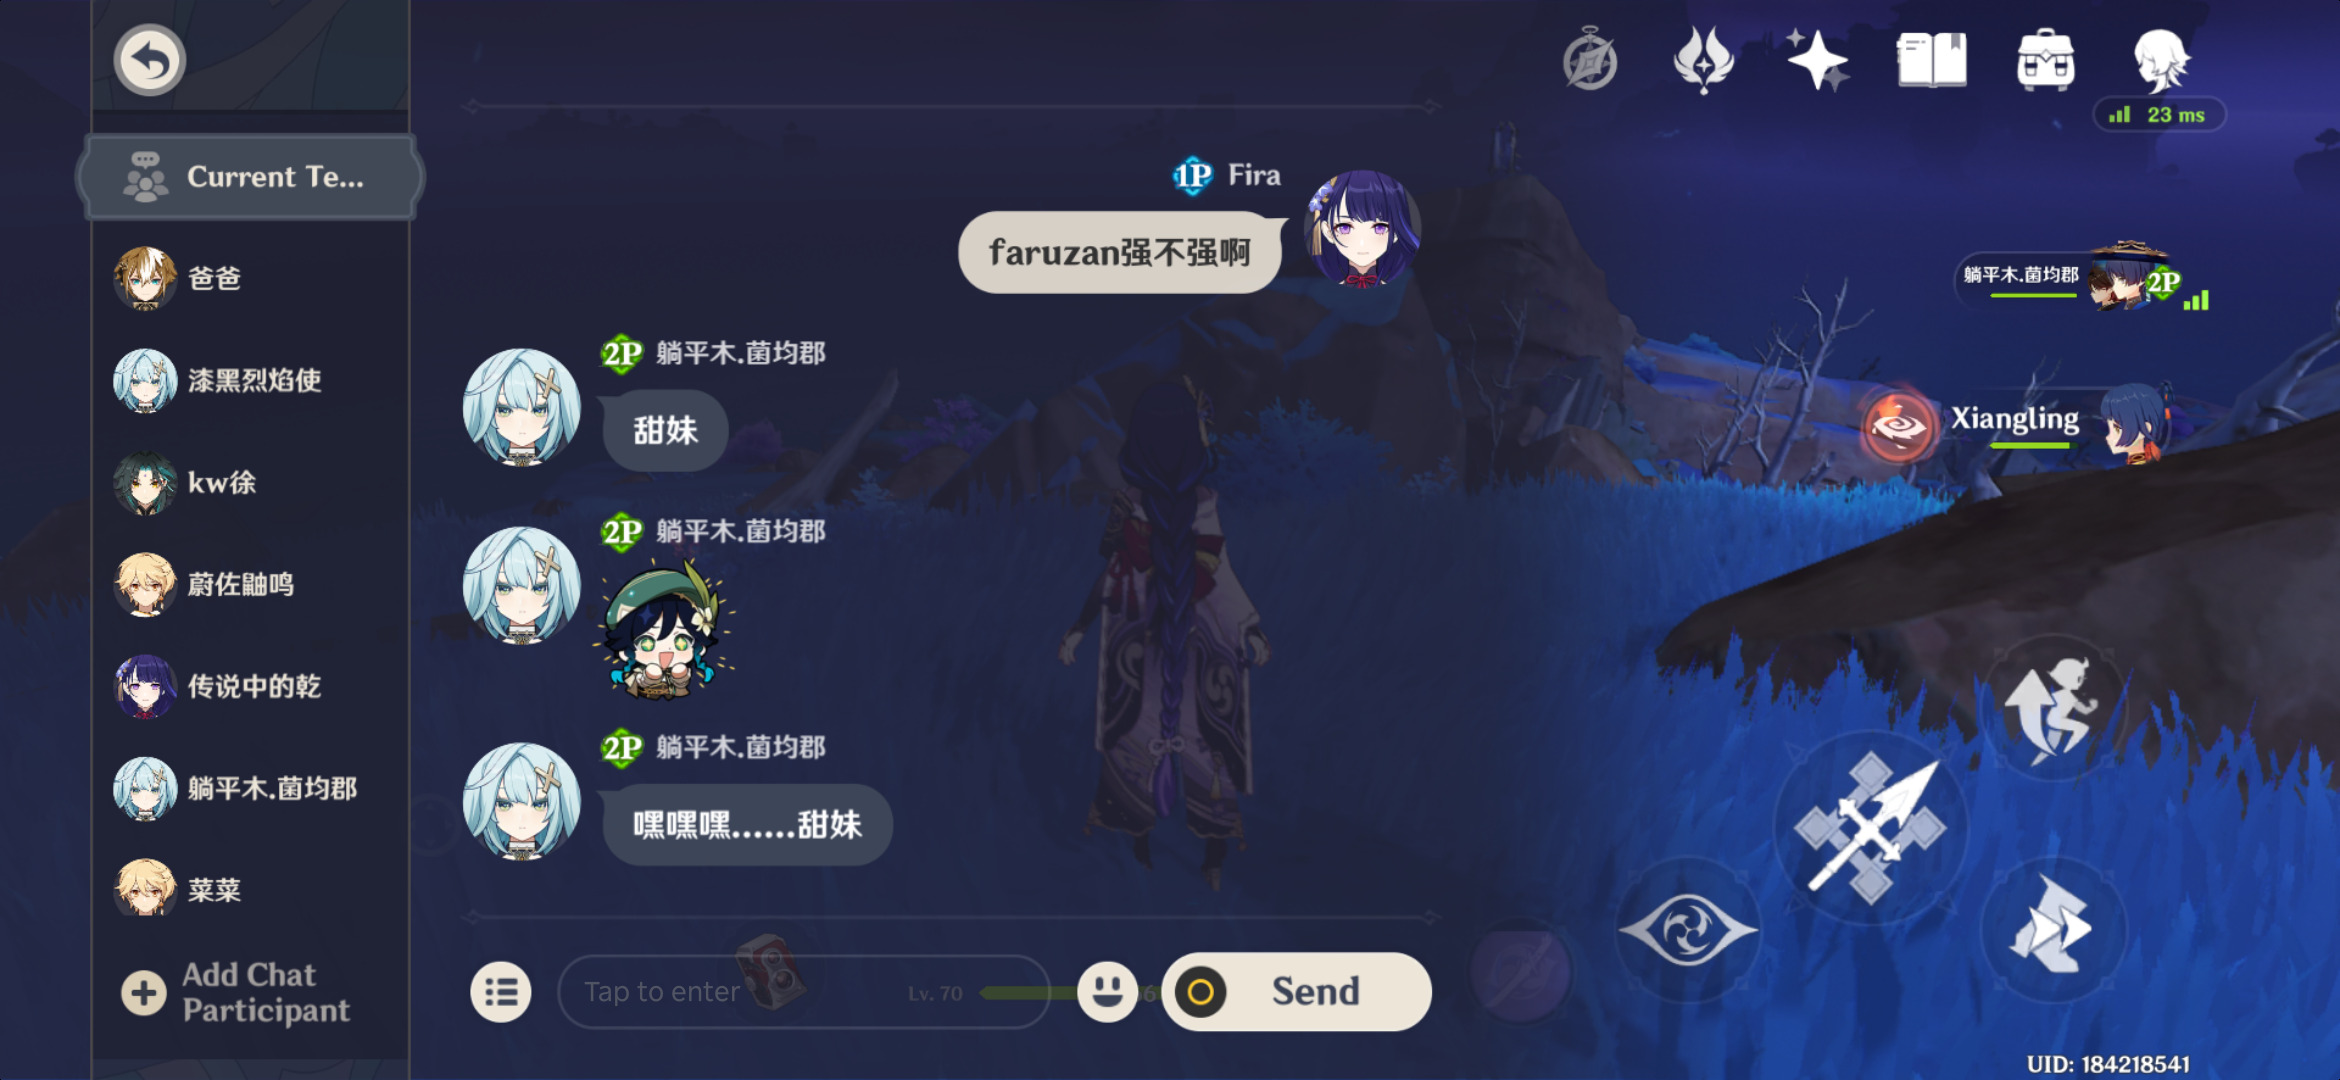 Current Te...
爸爸
漆黑烈焰使
kw徐
蔚佐鼬鸣
传说中的乾
躺平木.菌均郡
菜菜
Add Chat
Participant
1P Fira
faruzan强不强啊
2P 躺平木.菌均郡
甜妹
2P 躺平木.菌均郡
2P 躺平木.菌均郡
嘿嘿嘿......甜妹
Tap to enter
Lv. 70
Send
23 ms
躺平木.菌均郡 2P
Xiangling
UID: 184218541